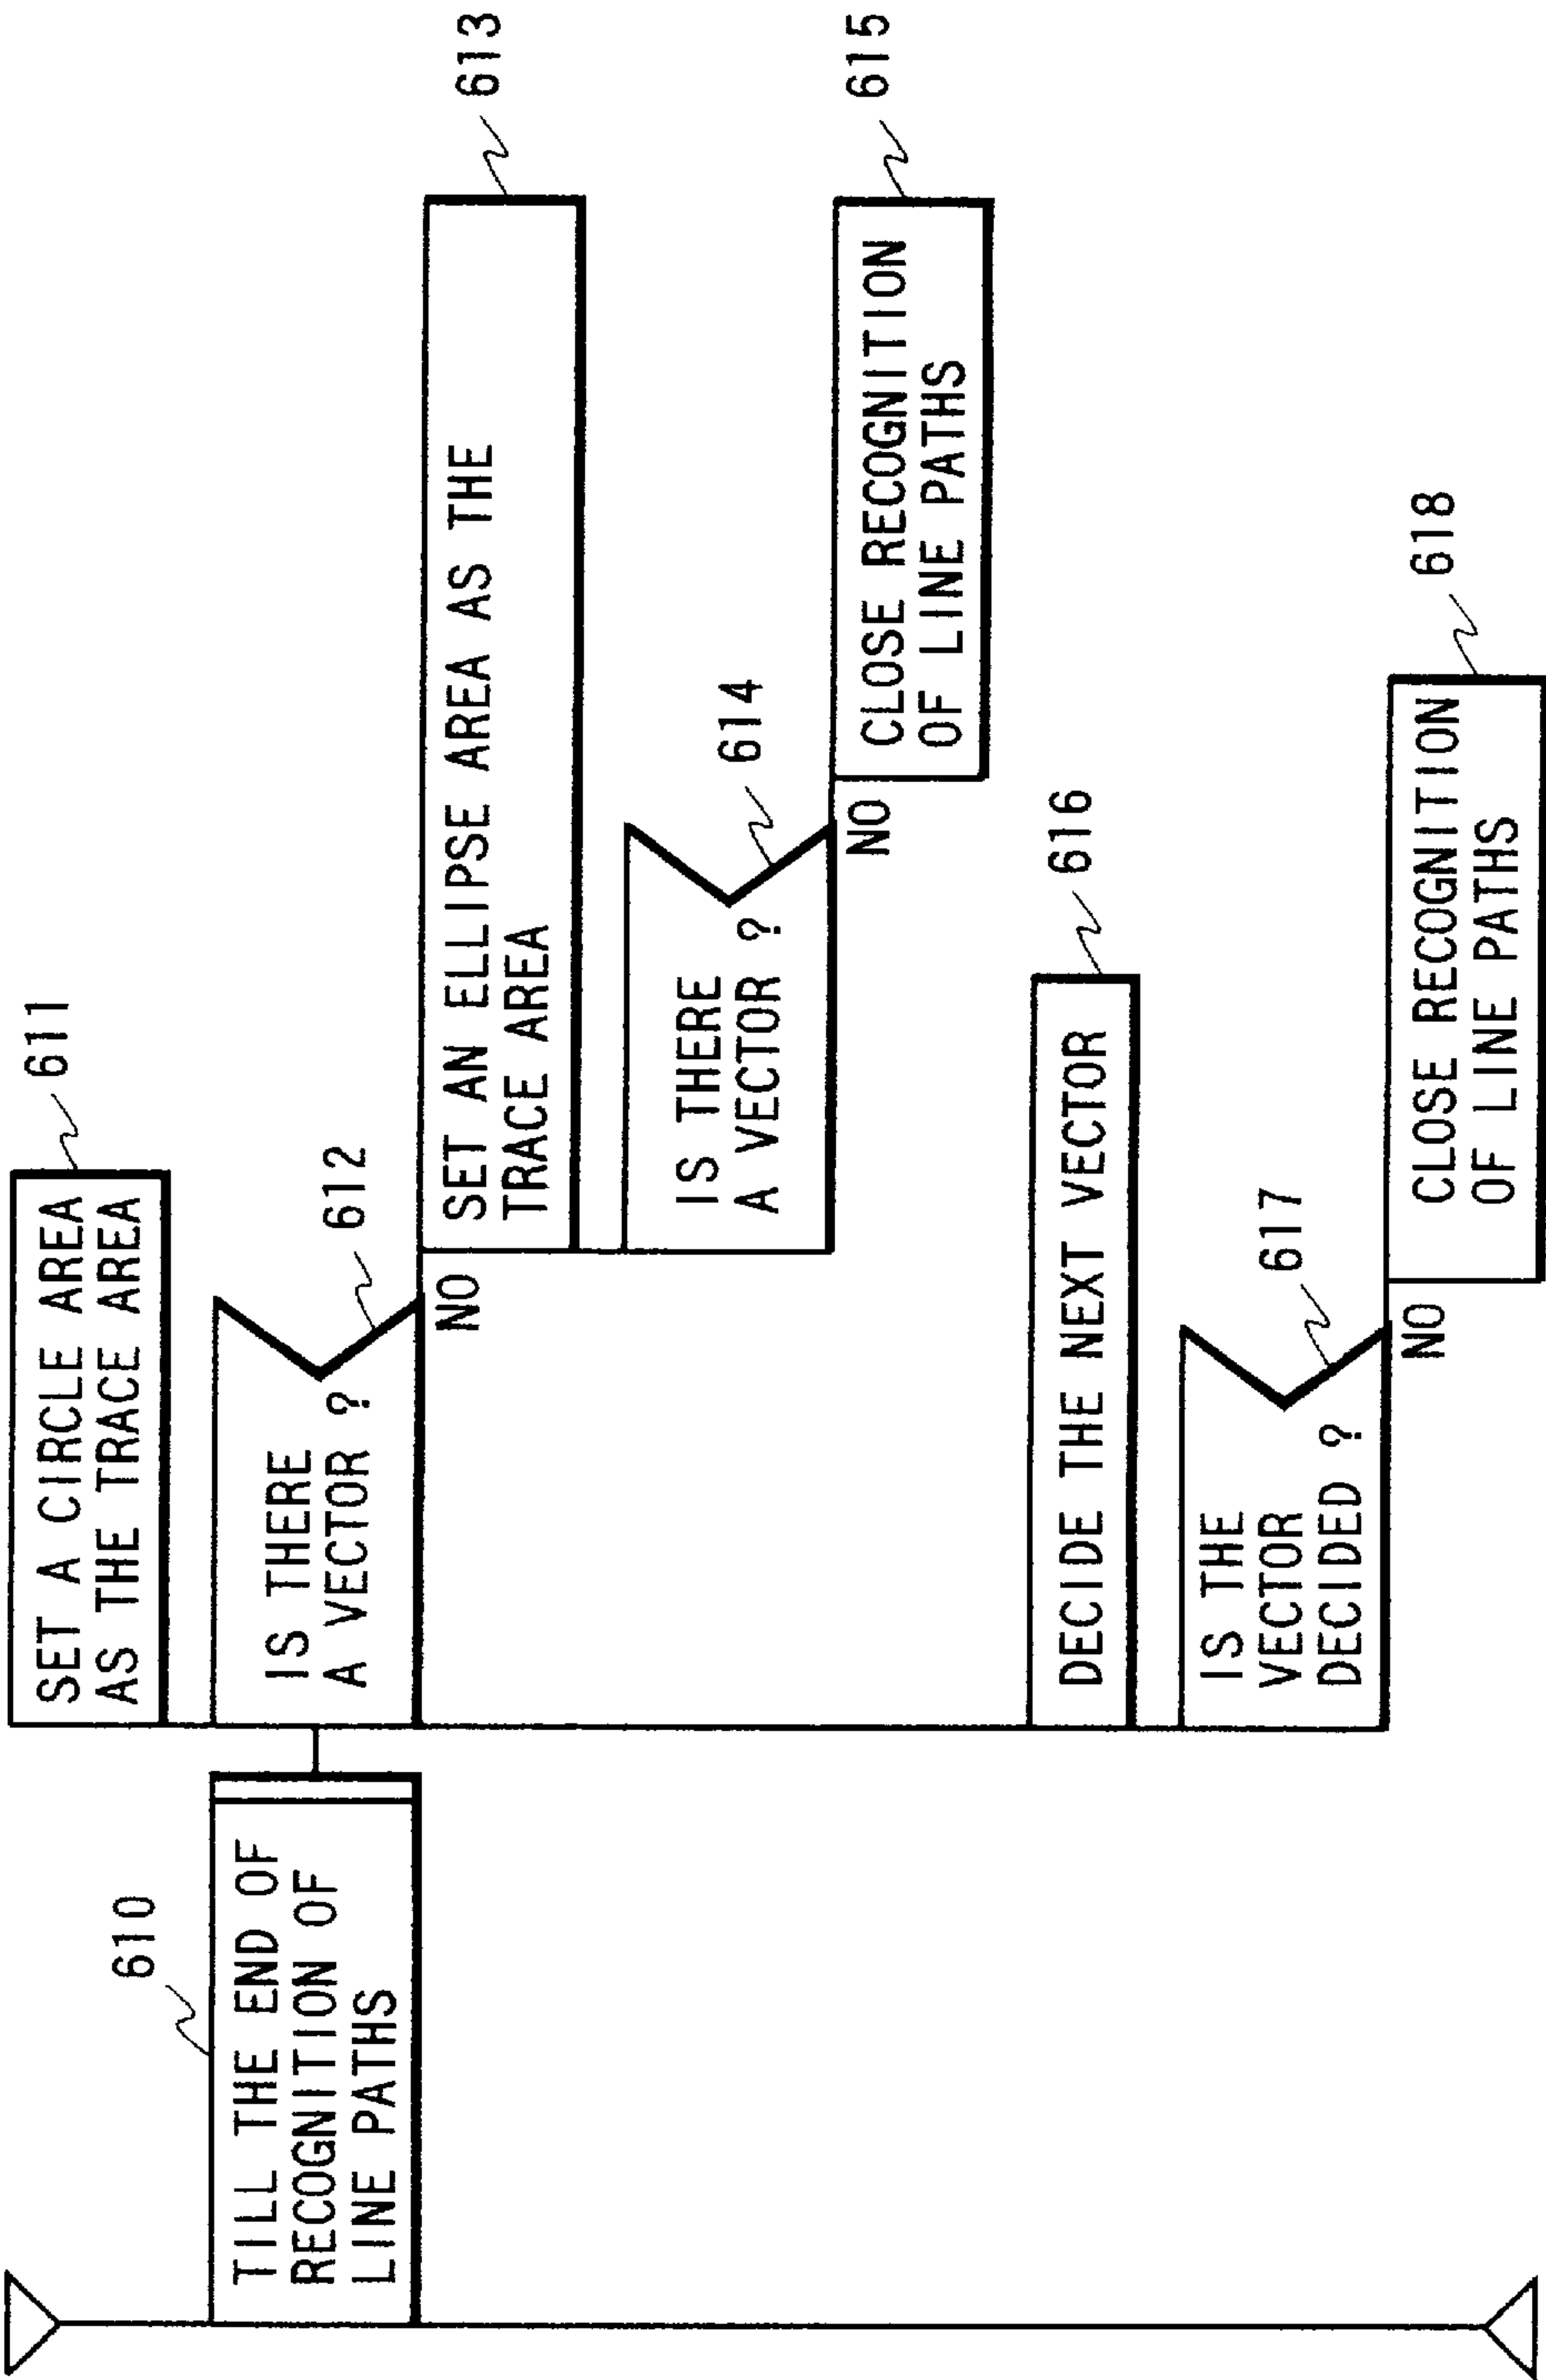 610
TILL THE END OF
RECOGNITION OF
LINE PATHS
611
SET A CIRCLE AREA
AS THE TRACE AREA
612
IS THERE
A VECTOR ?
NO
613
SET AN ELLIPSE AREA AS THE
TRACE AREA
614
IS THERE
A VECTOR ?
NO
615
CLOSE RECOGNITION
OF LINE PATHS
616
DECIDE THE NEXT VECTOR
617
IS THE
VECTOR
DECIDED ?
NO
618
CLOSE RECOGNITION
OF LINE PATHS